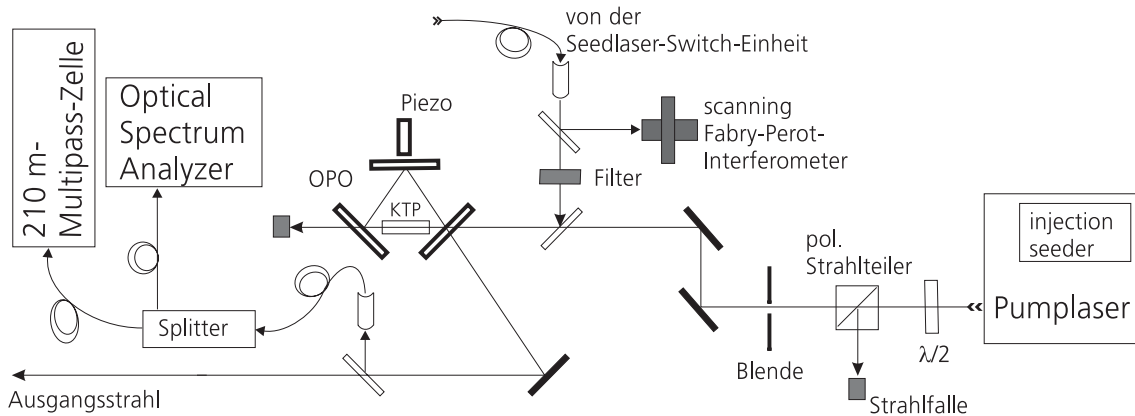 von der
Seedlaser-Switch-Einheit
210 m-
Multipass-Zelle
Optical
Spectrum
Analyzer
Piezo
scanning
Fabry-Perot-
Interferometer
OPO
Filter
KTP
injection
seeder
pol.
Strahlteiler
Pumplaser
Splitter
λ/2
Blende
Ausgangsstrahl
Strahlfalle